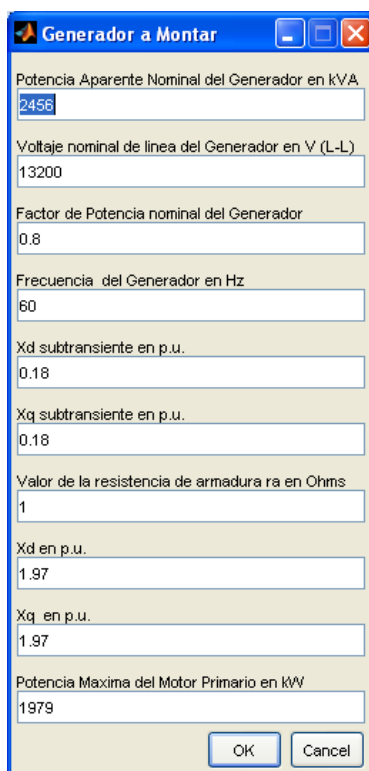 Generador a Montar
Potencia Aparente Nominal del Generador en kVA
2456
Voltaje nominal de linea del Generador en V (L-L)
13200
Factor de Potencia nominal del Generador
0.8
Frecuencia del Generador en Hz
60
Xd subtransiente en p.u.
0.18
Xq subtransiente en p.u.
0.18
Valor de la resistencia de armadura ra en Ohms
1
Xd en p.u.
1.97
Xq en p.u.
1.97
Potencia Maxima del Motor Primario en kW
1979
OK Cancel